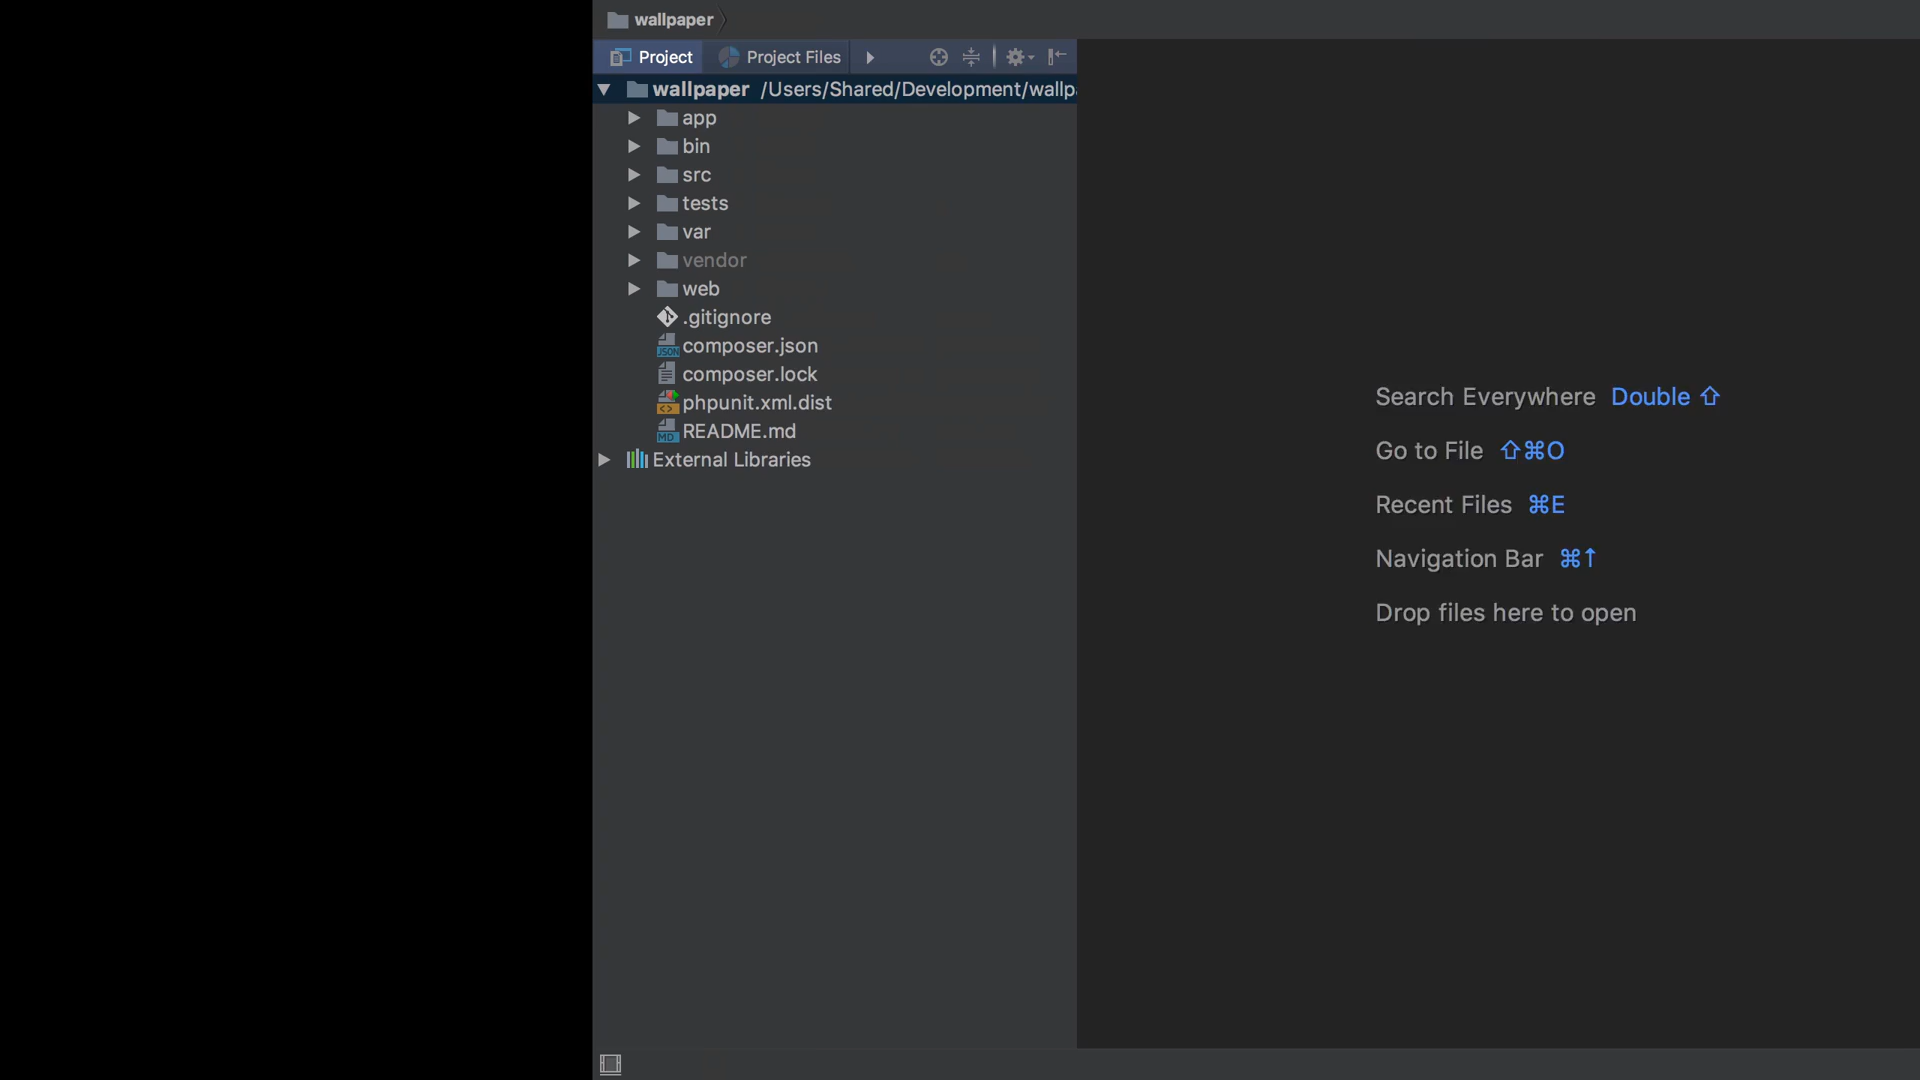 wallpaper
Project Project Files
wallpaper /Users/Shared/Development/wallp
app
bin
src
tests
var
vendor
web
.gitignore
composer.json
composer.lock
phpunit.xml.dist
README.md
External Libraries
Search Everywhere Double ⇧
Go to File ⇧⌘O
Recent Files ⌘E
Navigation Bar ⌘↑
Drop files here to open